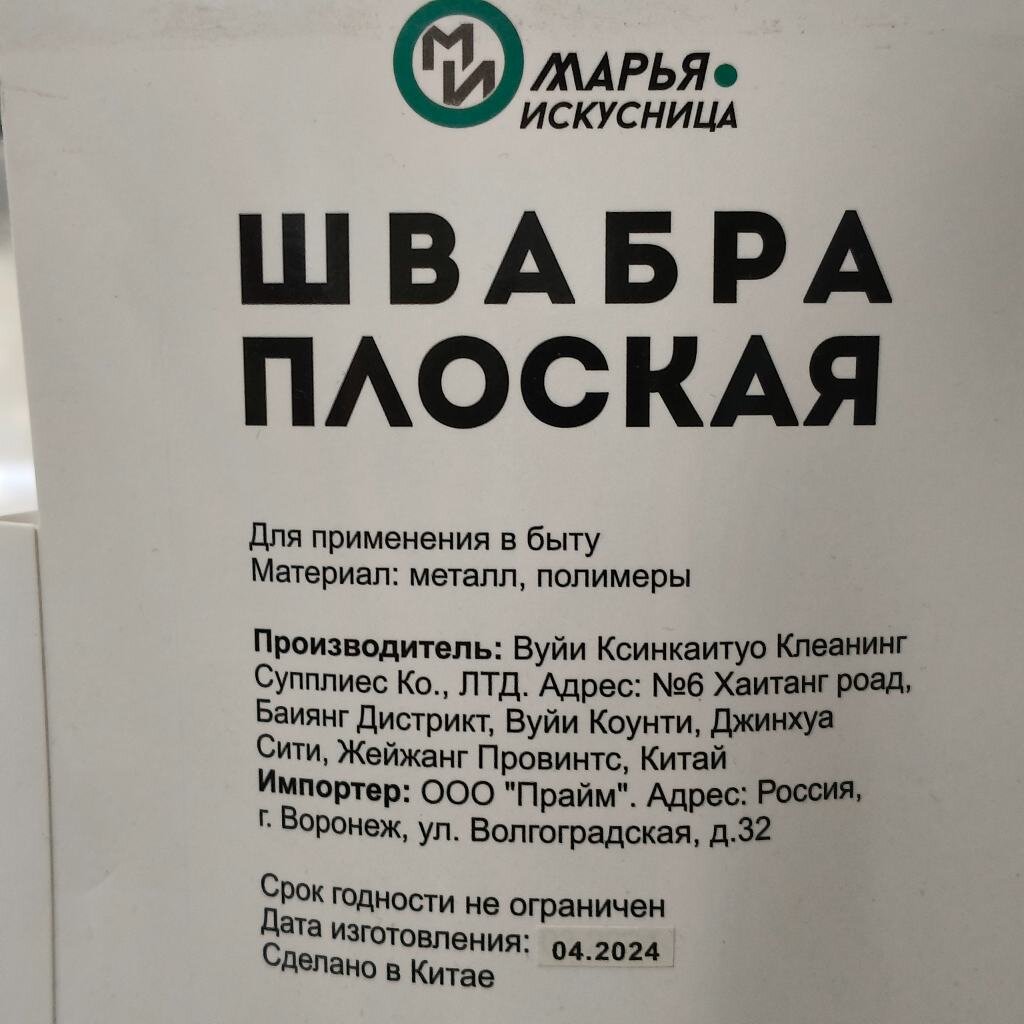 МИ
МАРЬЯ
ИСКУСНИЦА
ШВАБРА
ПЛОСКАЯ
Для применения в быту
Материал: металл, полимеры
Производитель: Вуйи Ксинкаитуо Клеанинг
Супплиес Ко., ЛТД. Адрес: №6 Хаитанг роад,
Баиянг Дистрикт, Вуйи Коунти, Джинхуа
Сити, Жейжанг Провинтс, Китай
Импортер: ООО "Прайм". Адрес: Россия,
г. Воронеж, ул. Волгоградская, д.32
Срок годности не ограничен
Дата изготовления: 04.2024
Сделано в Китае